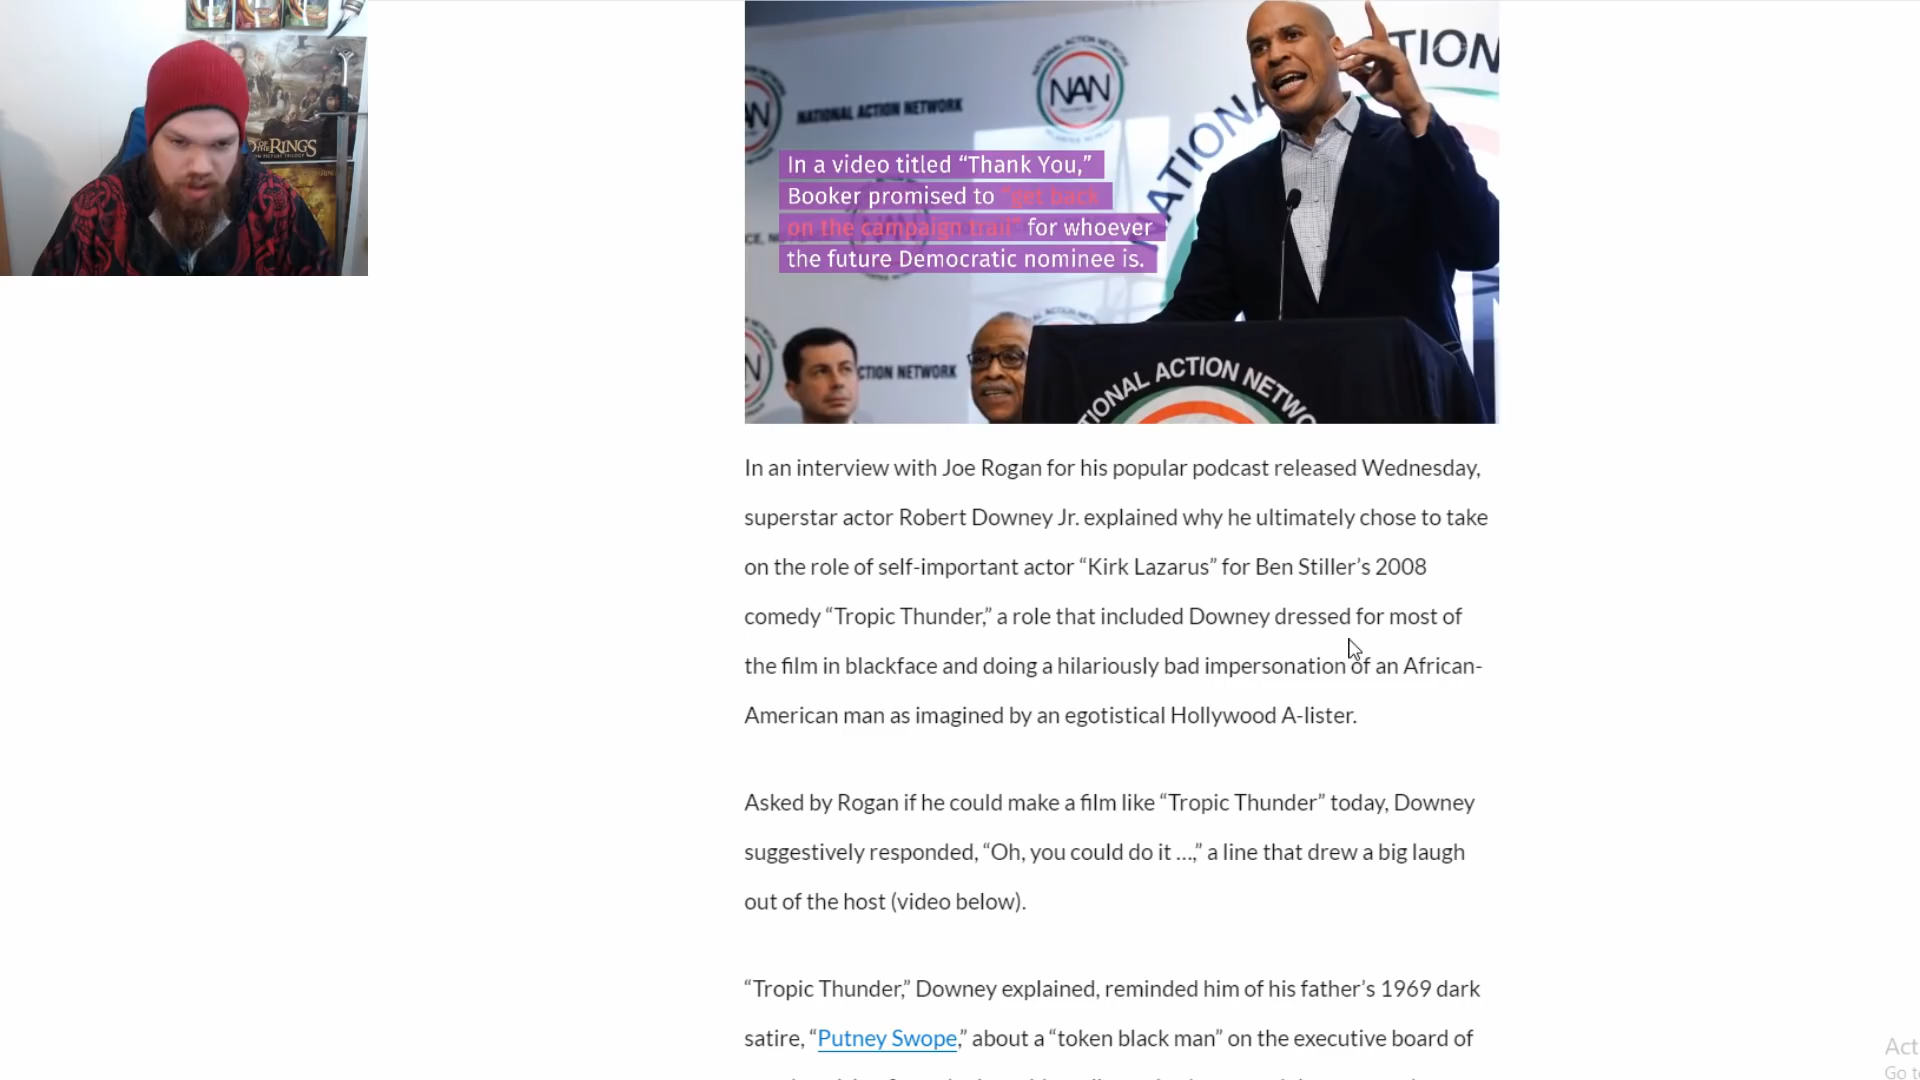 OF THE RINGS
NATIONAL ACTION NETWORK
NAN
NATIONAL ACTION NETWORK
In a video titled “Thank You,”
Booker promised to “get back
on the campaign trail” for whoever
the future Democratic nominee is.
CTION NETWORK
IONAL ACTION NETWO
In an interview with Joe Rogan for his popular podcast released Wednesday,
superstar actor Robert Downey Jr. explained why he ultimately chose to take
on the role of self-important actor “Kirk Lazarus” for Ben Stiller’s 2008
comedy “Tropic Thunder,” a role that included Downey dressed for most of
the film in blackface and doing a hilariously bad impersonation of an African-
American man as imagined by an egotistical Hollywood A-lister.
Asked by Rogan if he could make a film like “Tropic Thunder” today, Downey
suggestively responded, “Oh, you could do it ...,” a line that drew a big laugh
out of the host (video below).
“Tropic Thunder,” Downey explained, reminded him of his father’s 1969 dark
satire, “Putney Swope,” about a “token black man” on the executive board of
Act
Go to